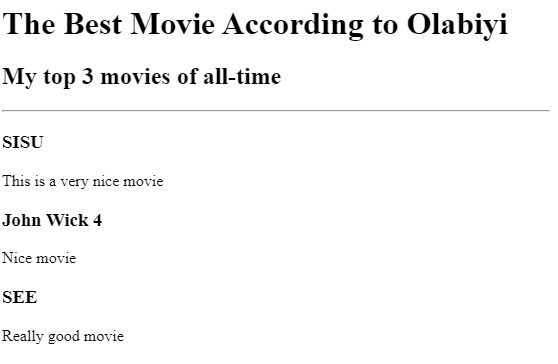 The Best Movie According to Olabiyi
My top 3 movies of all-time
SISU
This is a very nice movie
John Wick 4
Nice movie
SEE
Really good movie